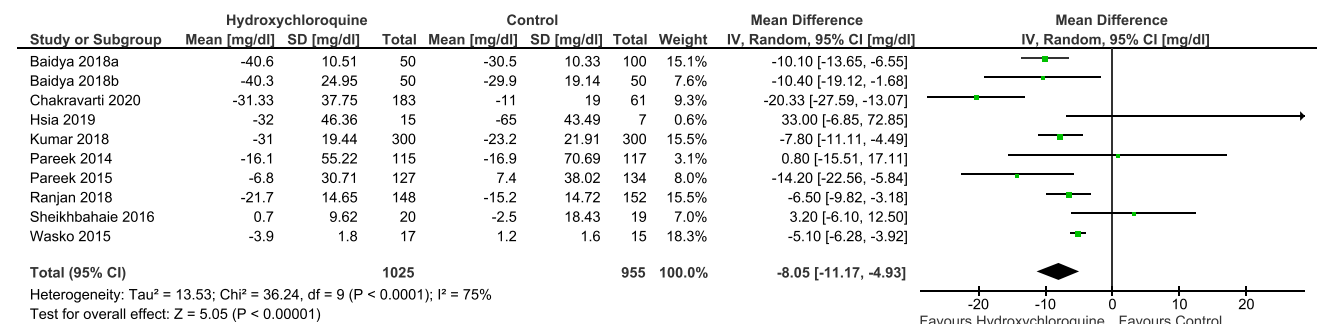 Hydroxychloroquine Control Mean Difference Mean Difference
Study or Subgroup Mean [mg/dl] SD [mg/dl] Total Mean [mg/dl] SD [mg/dl] Total Weight IV, Random, 95% CI [mg/dl] IV, Random, 95% CI [mg/dl]
Baidya 2018a -40.6 10.51 50 -30.5 10.33 100 15.1% -10.10 [-13.65, -6.55]
Baidya 2018b -40.3 24.95 50 -29.9 19.14 50 7.6% -10.40 [-19.12, -1.68]
Chakravarti 2020 -31.33 37.75 183 -11 19 61 9.3% -20.33 [-27.59, -13.07]
Hsia 2019 -32 46.36 15 -65 43.49 7 0.6% 33.00 [-6.85, 72.85]
Kumar 2018 -31 19.44 300 -23.2 21.91 300 15.5% -7.80 [-11.11, -4.49]
Pareek 2014 -16.1 55.22 115 -16.9 70.69 117 3.1% 0.80 [-15.51, 17.11]
Pareek 2015 -6.8 30.71 127 7.4 38.02 134 8.0% -14.20 [-22.56, -5.84]
Ranjan 2018 -21.7 14.65 148 -15.2 14.72 152 15.5% -6.50 [-9.82, -3.18]
Sheikhbahaie 2016 0.7 9.62 20 -2.5 18.43 19 7.0% 3.20 [-6.10, 12.50]
Wasko 2015 -3.9 1.8 17 1.2 1.6 15 18.3% -5.10 [-6.28, -3.92]
Total (95% CI) 1025 955 100.0% -8.05 [-11.17, -4.93]
Heterogeneity: Tau² = 13.53; Chi² = 36.24, df = 9 (P < 0.0001); I² = 75%
Test for overall effect: Z = 5.05 (P < 0.00001)
-20 -10 0 10 20
Favours Hydroxychloroquine Favours Control